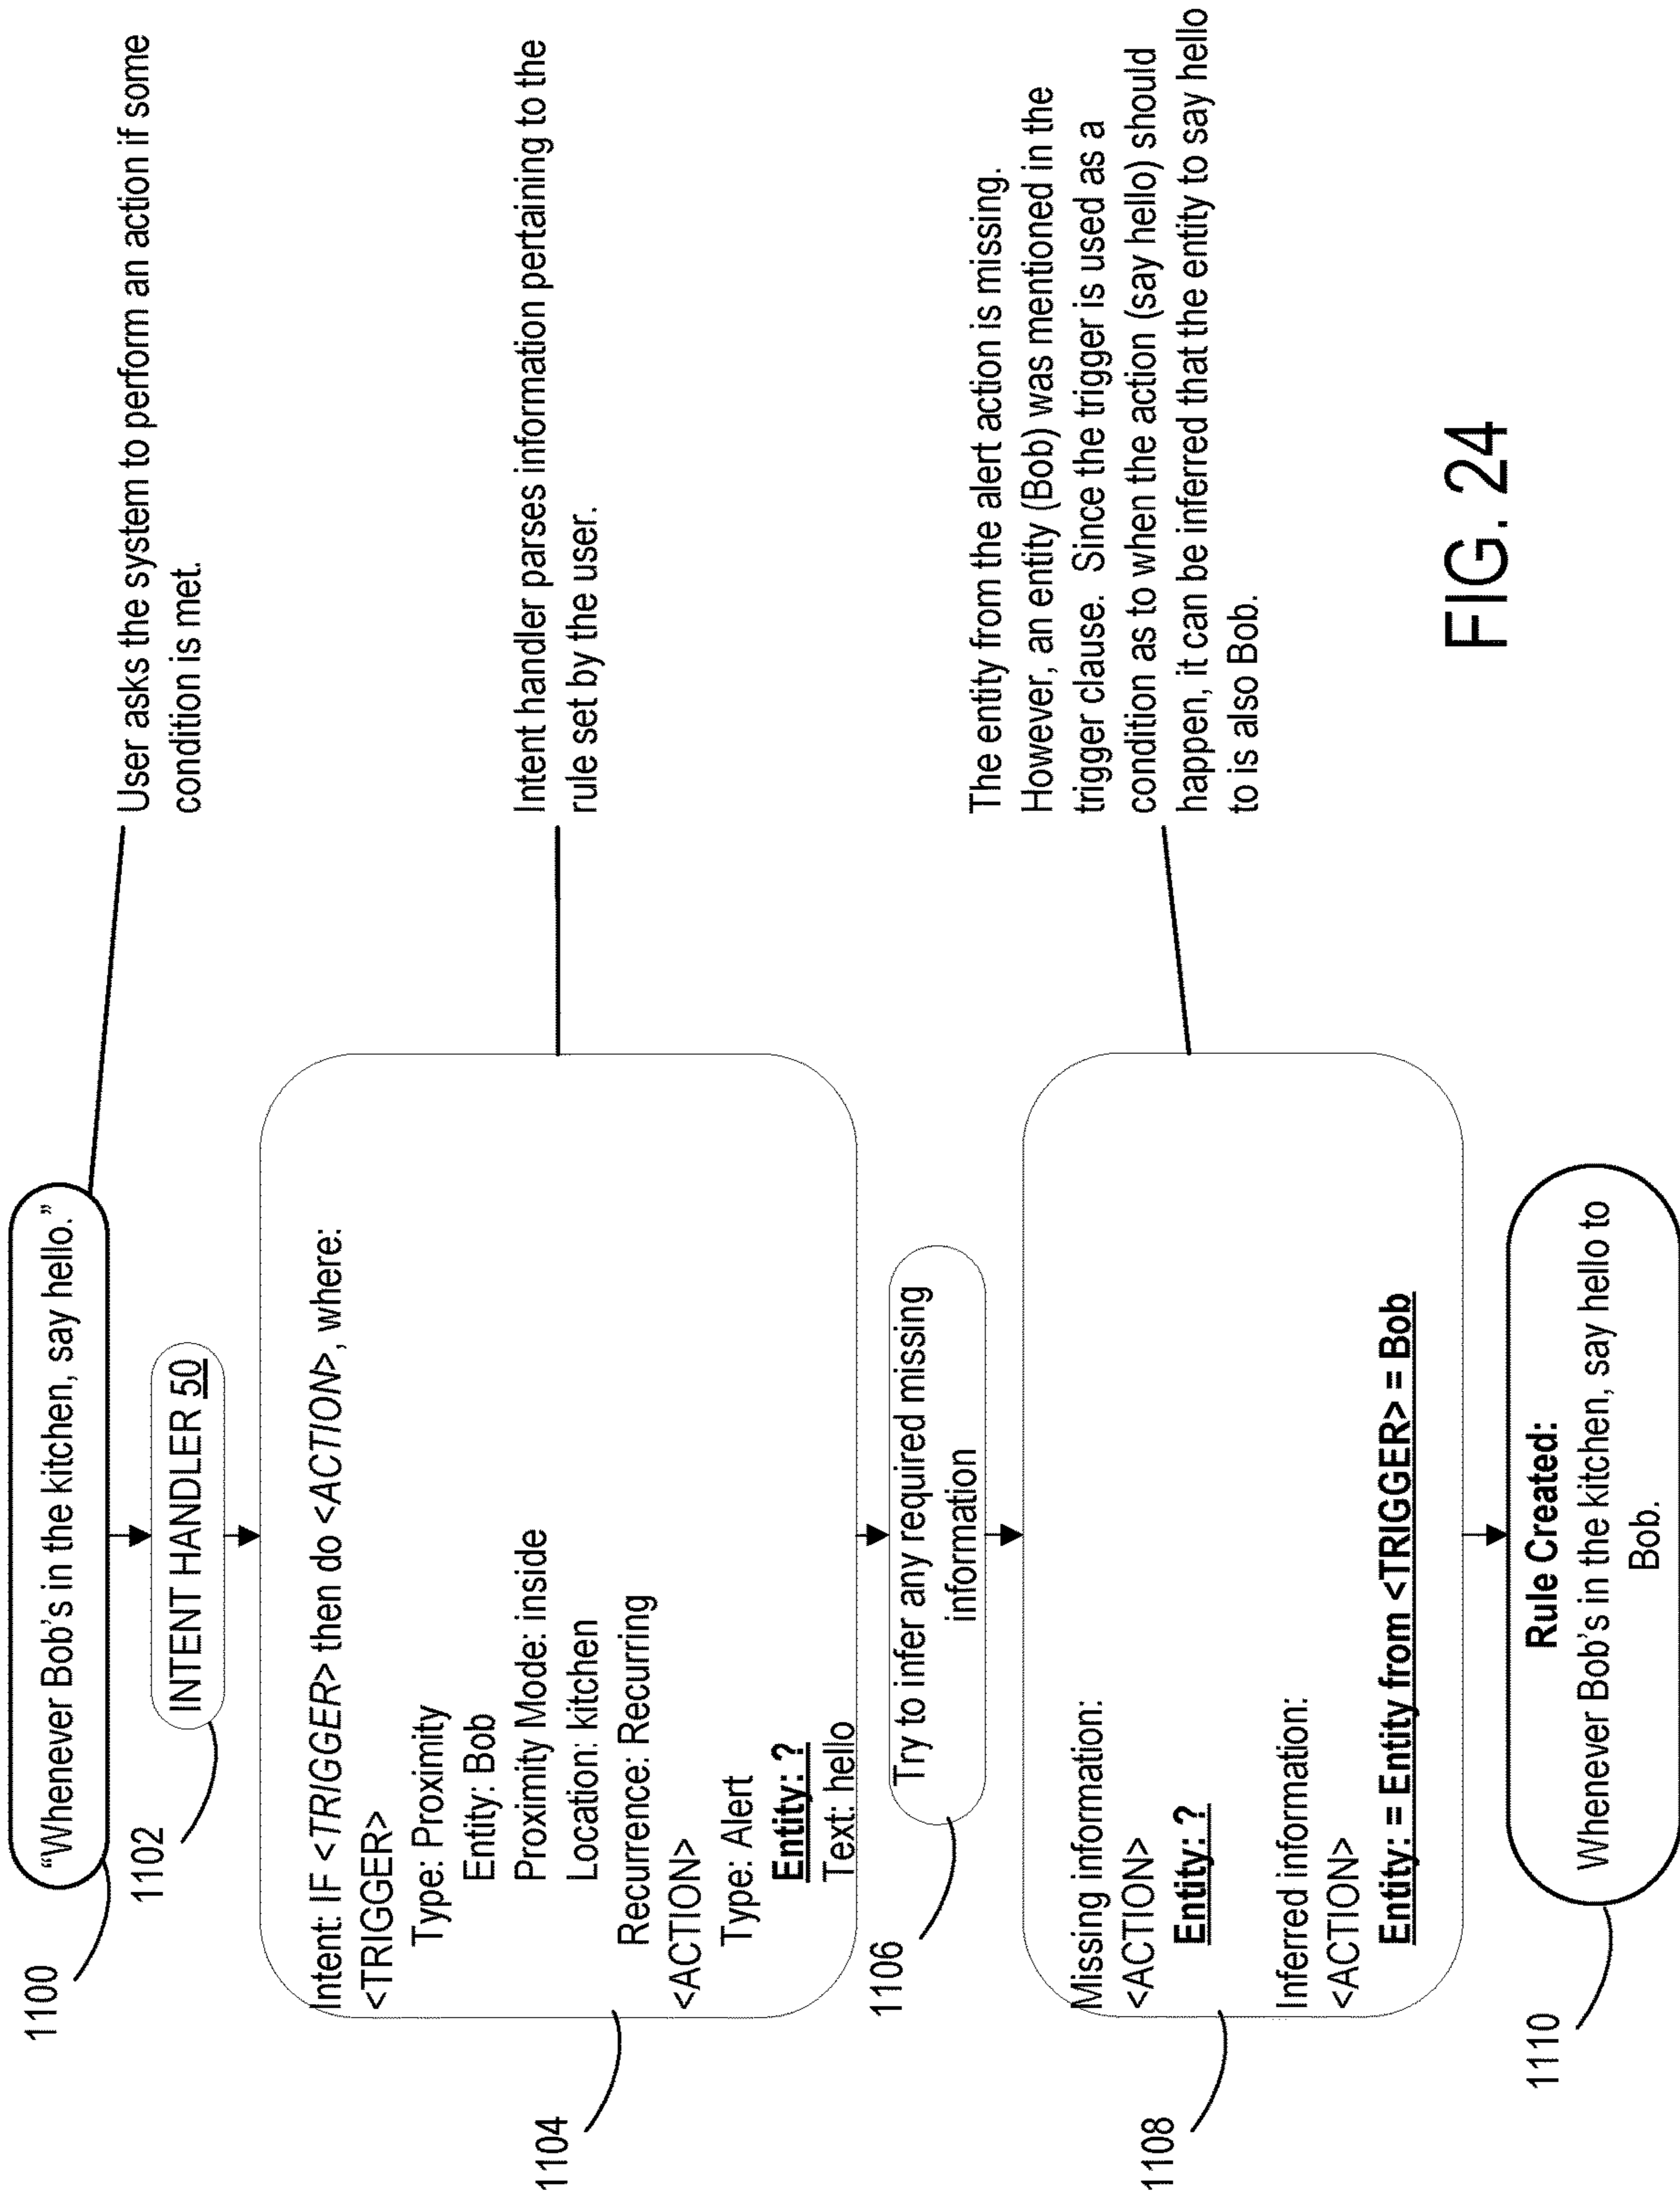 1100
“Whenever Bob’s in the kitchen, say hello.”
User asks the system to perform an action if some
condition is met.
1102
INTENT HANDLER 50
1104
Intent: IF <TRIGGER> then do <ACTION>, where:
<TRIGGER>
Type: Proximity
Entity: Bob
Proximity Mode: inside
Location: kitchen
Recurrence: Recurring
<ACTION>
Type: Alert
Entity: ?
Text: hello
Intent handler parses information pertaining to the
rule set by the user.
1106
Try to infer any required missing
information
1108
Missing information:
<ACTION>
Entity: ?
Inferred information:
<ACTION>
Entity: = Entity from <TRIGGER> = Bob
The entity from the alert action is missing.
However, an entity (Bob) was mentioned in the
trigger clause. Since the trigger is used as a
condition as to when the action (say hello) should
happen, it can be inferred that the entity to say hello
to is also Bob.
1110
Rule Created:
Whenever Bob’s in the kitchen, say hello to
Bob.
FIG. 24